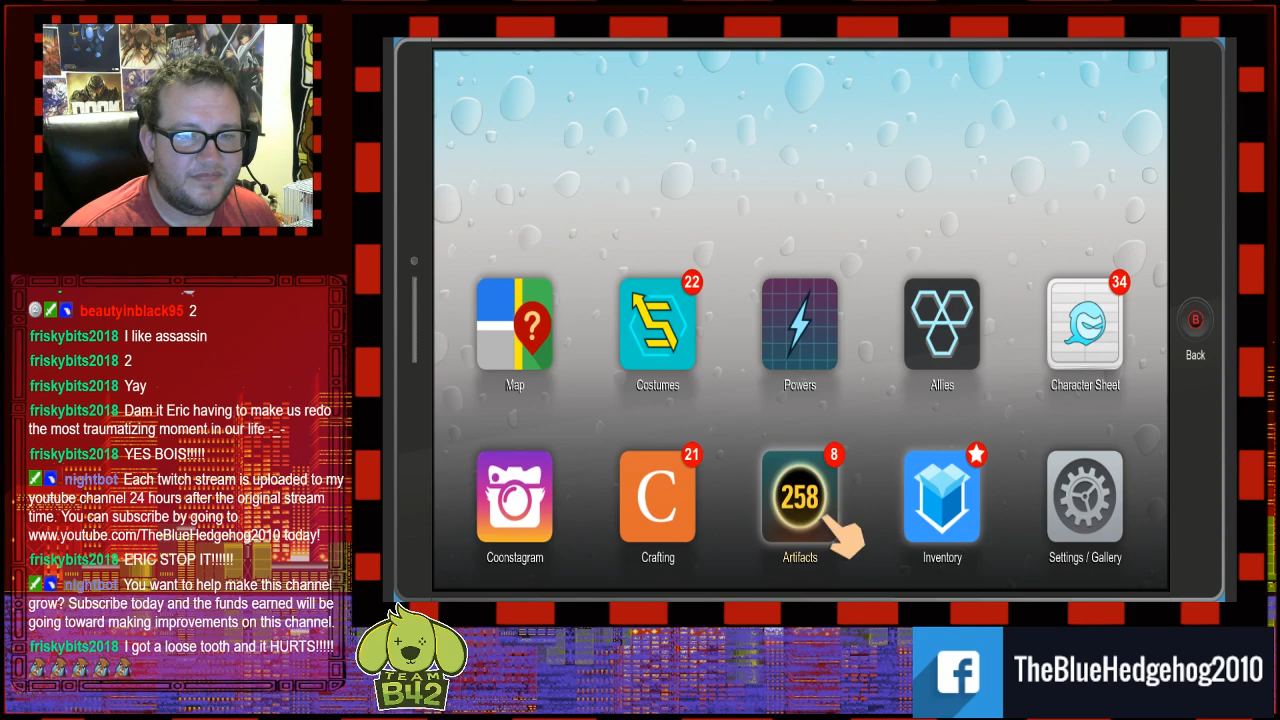 DOOM
beautyinblack95 2
friskybits2018 I like assassin
friskybits2018 2
friskybits2018 Yay
friskybits2018 Dam it Eric having to make us redo
the most traumatizing moment in our life -_-
friskybits2018 YES BOIS!!!!!
nightbot Each twitch stream is uploaded to my
youtube channel 24 hours after the original stream
time. You can subscribe by going to
www.youtube.com/TheBlueHedgehog2010 today!
friskybits2018 ERIC STOP IT!!!!!!
nightbot You want to help make this channel
grow? Subscribe today and the funds earned will be
going toward making improvements on this channel.
friskybits2018 I got a loose tooth and it HURTS!!!!!
22
34
?
B
Back
Map
Costumes
Powers
Allies
Character Sheet
21
8
C
258
Coonstagram
Crafting
Artifacts
Inventory
Settings / Gallery
TEAM
B42
f
TheBlueHedgehog2010